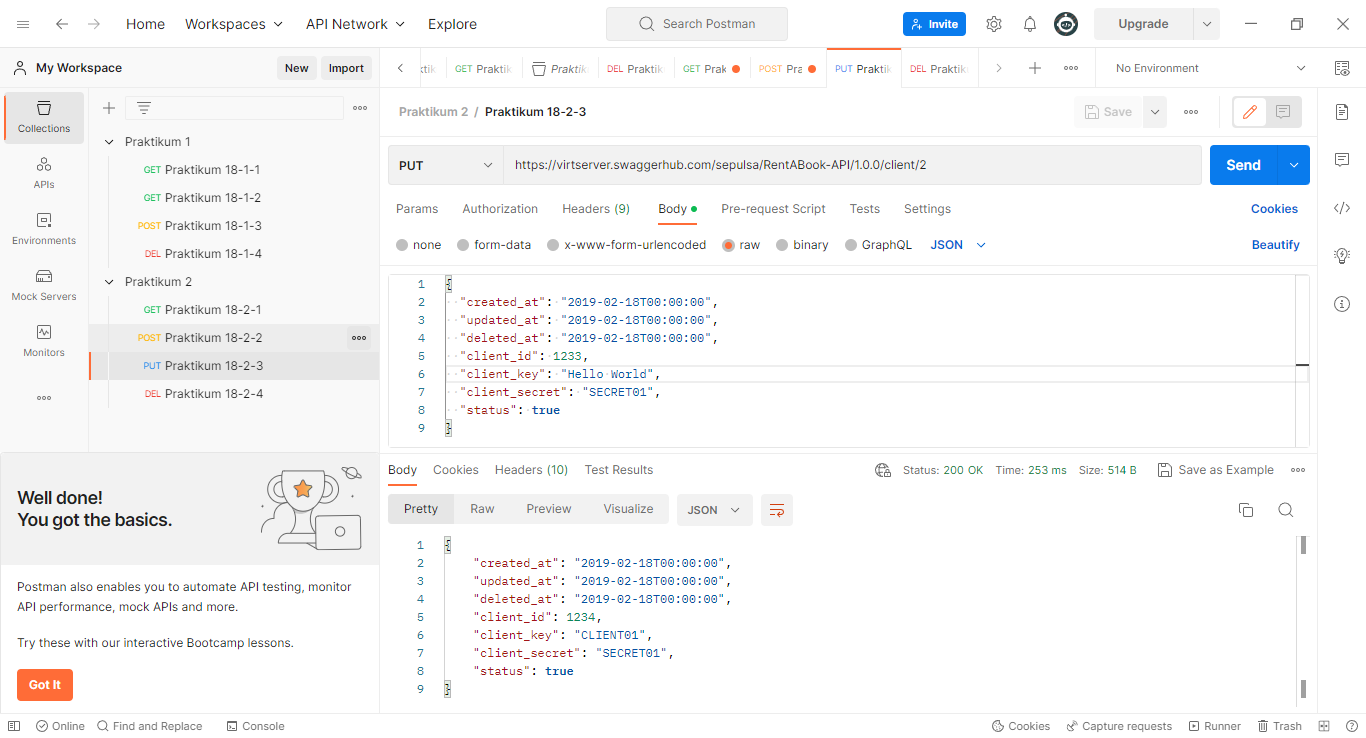 Home Workspaces API Network Explore Search Postman Invite Upgrade
My Workspace New Import
GET Praktik Praktik DEL Praktik GET Prak POST Pra PUT Praktik DEL Praktik No Environment
Collections
APIs
Environments
Mock Servers
Monitors
Praktikum 1
GET Praktikum 18-1-1
GET Praktikum 18-1-2
POST Praktikum 18-1-3
DEL Praktikum 18-1-4
Praktikum 2
GET Praktikum 18-2-1
POST Praktikum 18-2-2
PUT Praktikum 18-2-3
DEL Praktikum 18-2-4
Well done!
You got the basics.
Postman also enables you to automate API testing, monitor
API performance, mock APIs and more.
Try these with our interactive Bootcamp lessons.
Got It
Praktikum 2 / Praktikum 18-2-3 Save
PUT https://virtserver.swaggerhub.com/sepulsa/RentABook-API/1.0.0/client/2 Send
Params Authorization Headers (9) Body Pre-request Script Tests Settings Cookies
none form-data x-www-form-urlencoded raw binary GraphQL JSON Beautify
1 {
2 "created_at": "2019-02-18T00:00:00",
3 "updated_at": "2019-02-18T00:00:00",
4 "deleted_at": "2019-02-18T00:00:00",
5 "client_id": 1233,
6 "client_key": "Hello World",
7 "client_secret": "SECRET01",
8 "status": true
9 }
Body Cookies Headers (10) Test Results Status: 200 OK Time: 253 ms Size: 514 B Save as Example
Pretty Raw Preview Visualize JSON
1 {
2 "created_at": "2019-02-18T00:00:00",
3 "updated_at": "2019-02-18T00:00:00",
4 "deleted_at": "2019-02-18T00:00:00",
5 "client_id": 1234,
6 "client_key": "CLIENT01",
7 "client_secret": "SECRET01",
8 "status": true
9 }
Online Find and Replace Console Cookies Capture requests Runner Trash